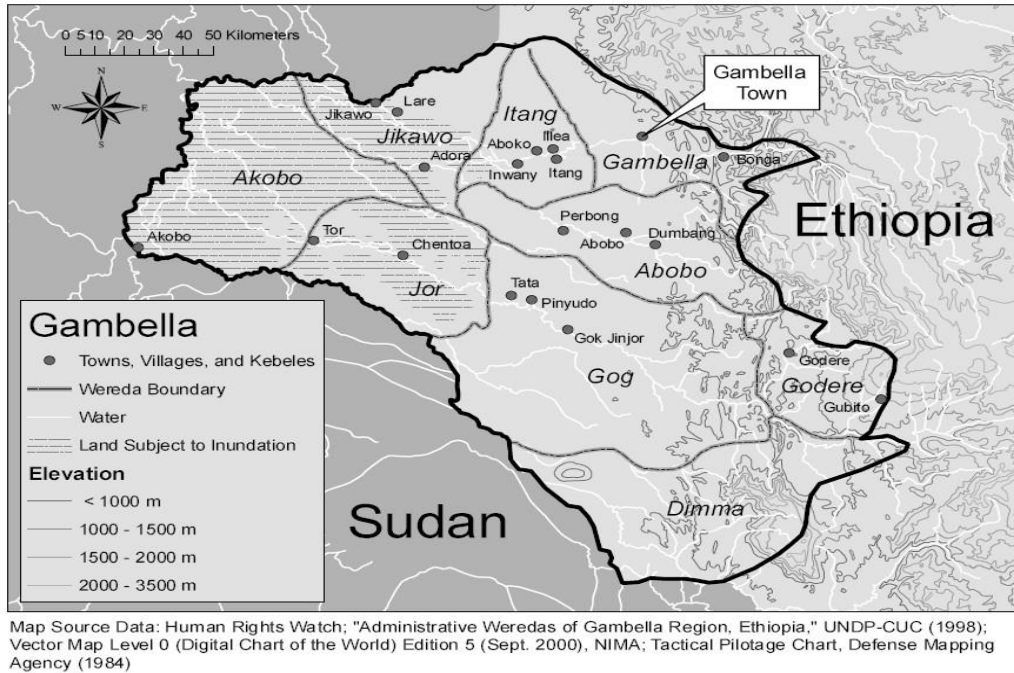 0 5 10 20 30 40 50 Kilometers
N
W
E
S
Gambella
Town
Lare
Jikawo
Jikawo
Itang
Illea
Aboko
Inwany
Itang
Gambella
Bonga
Adora
Akobo
Akobo
Tor
Chentoa
Jor
Perbong
Abobo
Dumbang
Abobo
Ethiopia
Tata
Pinyudo
Gok Jinjor
Gog
Godere
Godere
Gubito
Dimma
Sudan
Gambella
Towns, Villages, and Kebeles
Wereda Boundary
Water
Land Subject to Inundation
Elevation
< 1000 m
1000 - 1500 m
1500 - 2000 m
2000 - 3500 m
Map Source Data: Human Rights Watch; "Administrative Weredas of Gambella Region, Ethiopia," UNDP-CUC (1998);
Vector Map Level 0 (Digital Chart of the World) Edition 5 (Sept. 2000), NIMA; Tactical Pilotage Chart, Defense Mapping
Agency (1984)